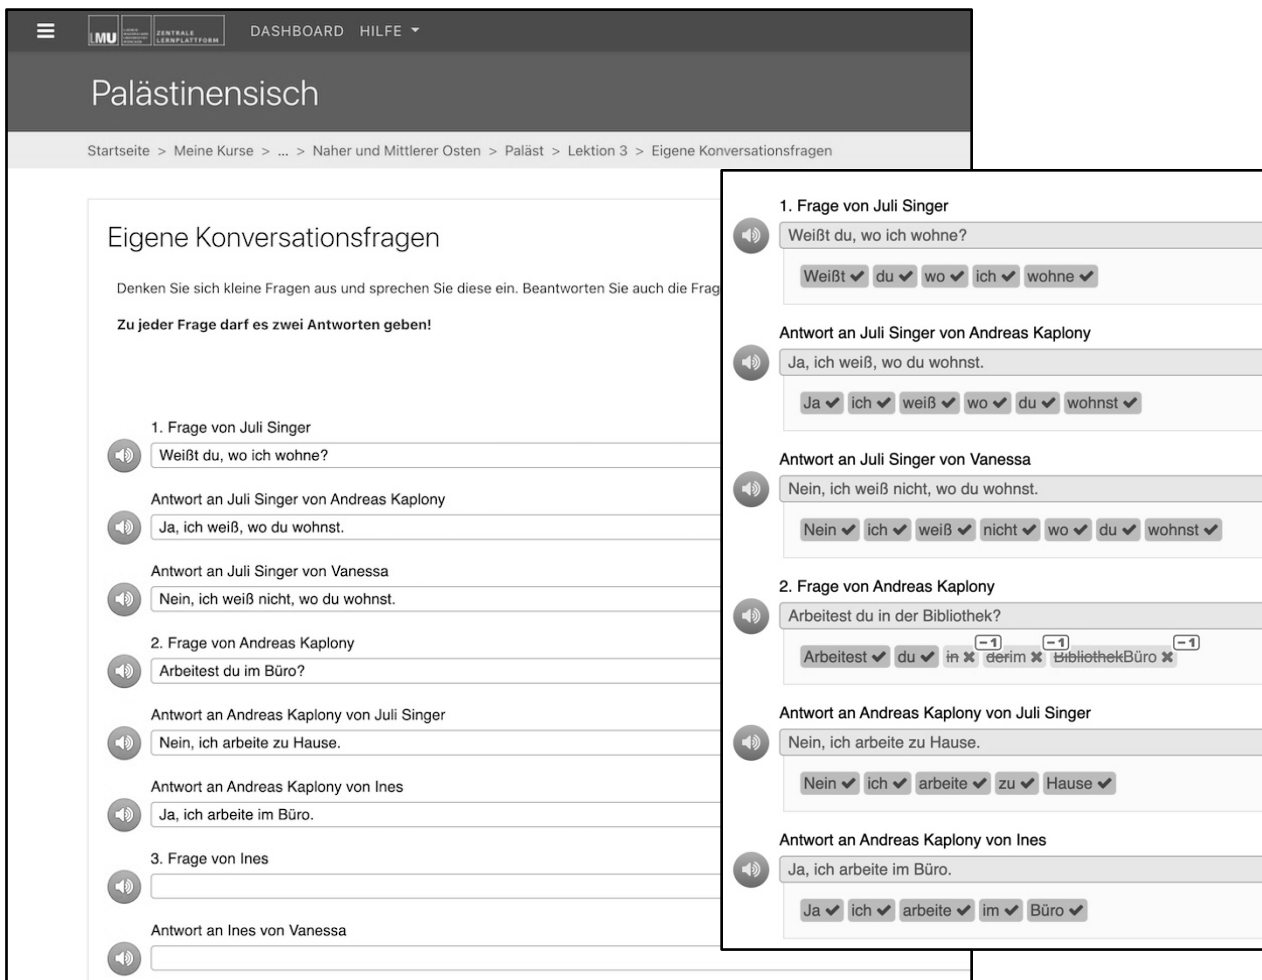 LMU ZENTRALE LERNPLATTFORM DASHBOARD HILFE
Palästinensisch
Startseite > Meine Kurse > ... > Naher und Mittlerer Osten > Paläst > Lektion 3 > Eigene Konversationsfragen
Eigene Konversationsfragen
Denken Sie sich kleine Fragen aus und sprechen Sie diese ein. Beantworten Sie auch die Frag
Zu jeder Frage darf es zwei Antworten geben!
1. Frage von Juli Singer
Weißt du, wo ich wohne?
Antwort an Juli Singer von Andreas Kaplony
Ja, ich weiß, wo du wohnst.
Antwort an Juli Singer von Vanessa
Nein, ich weiß nicht, wo du wohnst.
2. Frage von Andreas Kaplony
Arbeitest du im Büro?
Antwort an Andreas Kaplony von Juli Singer
Nein, ich arbeite zu Hause.
Antwort an Andreas Kaplony von Ines
Ja, ich arbeite im Büro.
3. Frage von Ines
Antwort an Ines von Vanessa
1. Frage von Juli Singer
Weißt du, wo ich wohne?
Weißt ✔ du ✔ wo ✔ ich ✔ wohne ✔
Antwort an Juli Singer von Andreas Kaplony
Ja, ich weiß, wo du wohnst.
Ja ✔ ich ✔ weiß ✔ wo ✔ du ✔ wohnst ✔
Antwort an Juli Singer von Vanessa
Nein, ich weiß nicht, wo du wohnst.
Nein ✔ ich ✔ weiß ✔ nicht ✔ wo ✔ du ✔ wohnst ✔
2. Frage von Andreas Kaplony
Arbeitest du in der Bibliothek?
Arbeitest ✔ du ✔ in ✖ -1 derim ✖ -1 BibliothekBüro ✖ -1
Antwort an Andreas Kaplony von Juli Singer
Nein, ich arbeite zu Hause.
Nein ✔ ich ✔ arbeite ✔ zu ✔ Hause ✔
Antwort an Andreas Kaplony von Ines
Ja, ich arbeite im Büro.
Ja ✔ ich ✔ arbeite ✔ im ✔ Büro ✔